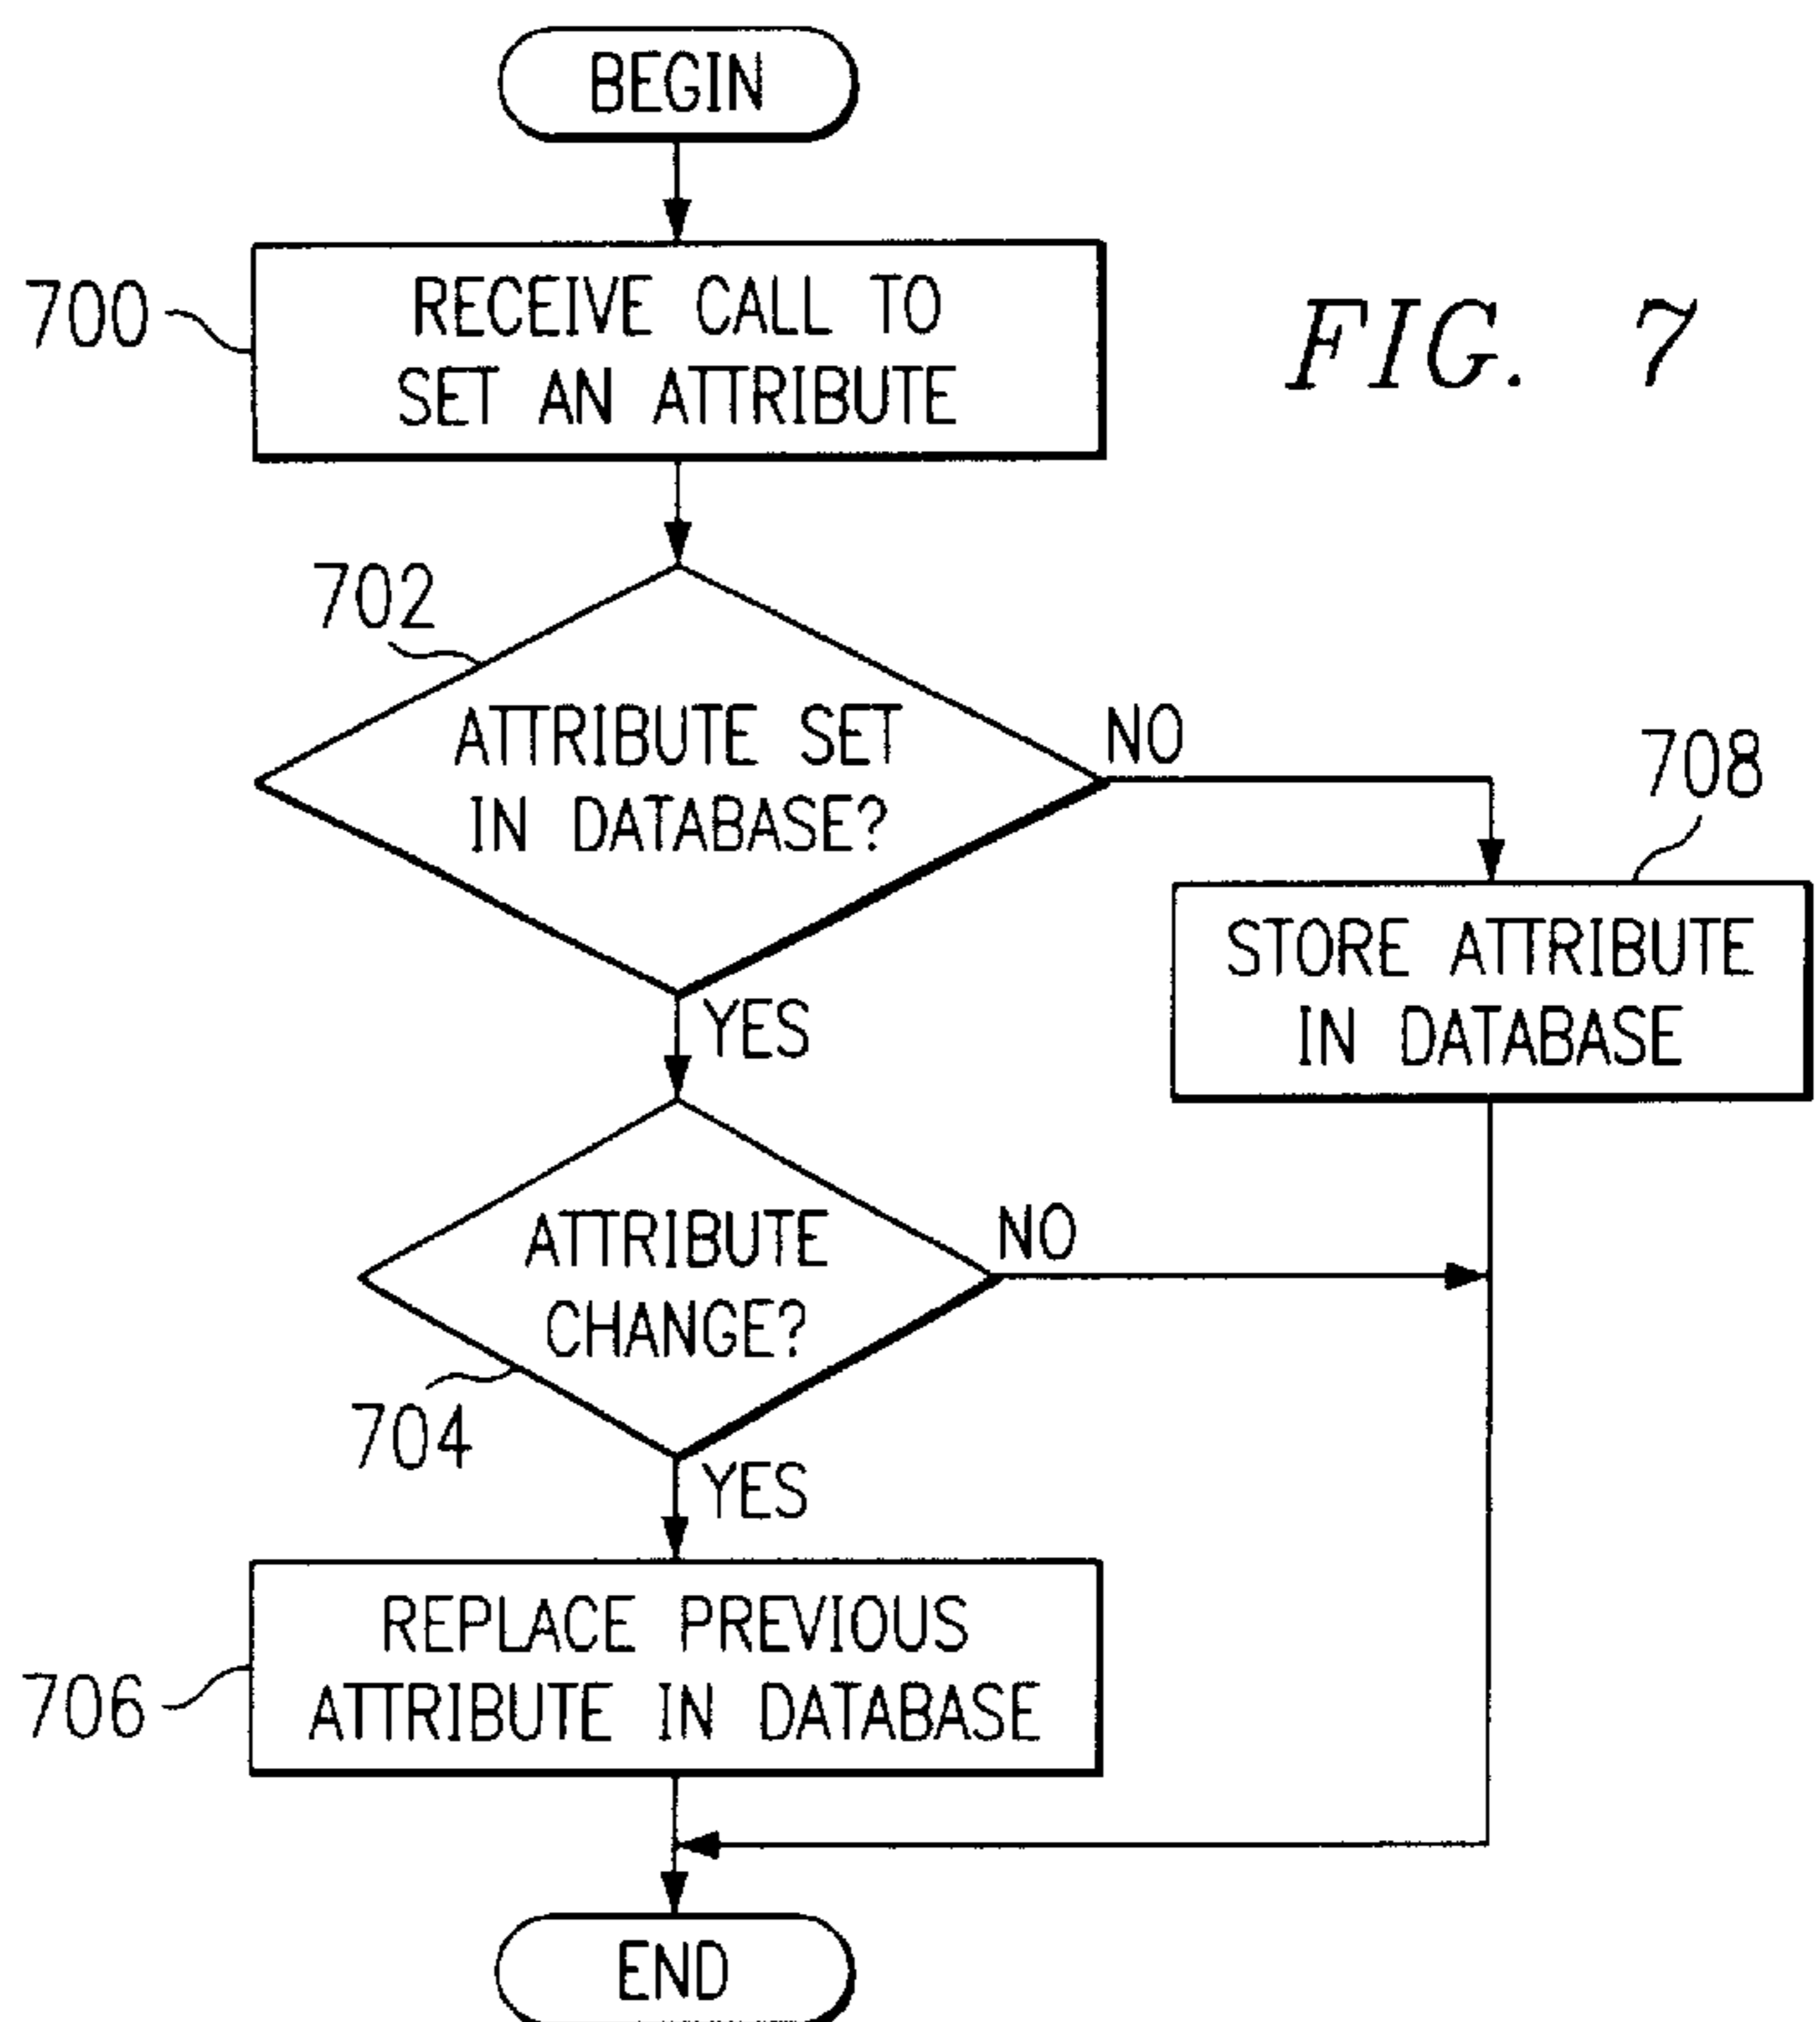 BEGIN
700
RECEIVE CALL TO
SET AN ATTRIBUTE
FIG. 7
702
ATTRIBUTE SET
IN DATABASE?
NO
708
STORE ATTRIBUTE
IN DATABASE
YES
ATTRIBUTE
CHANGE?
NO
704
YES
REPLACE PREVIOUS
ATTRIBUTE IN DATABASE
706
END